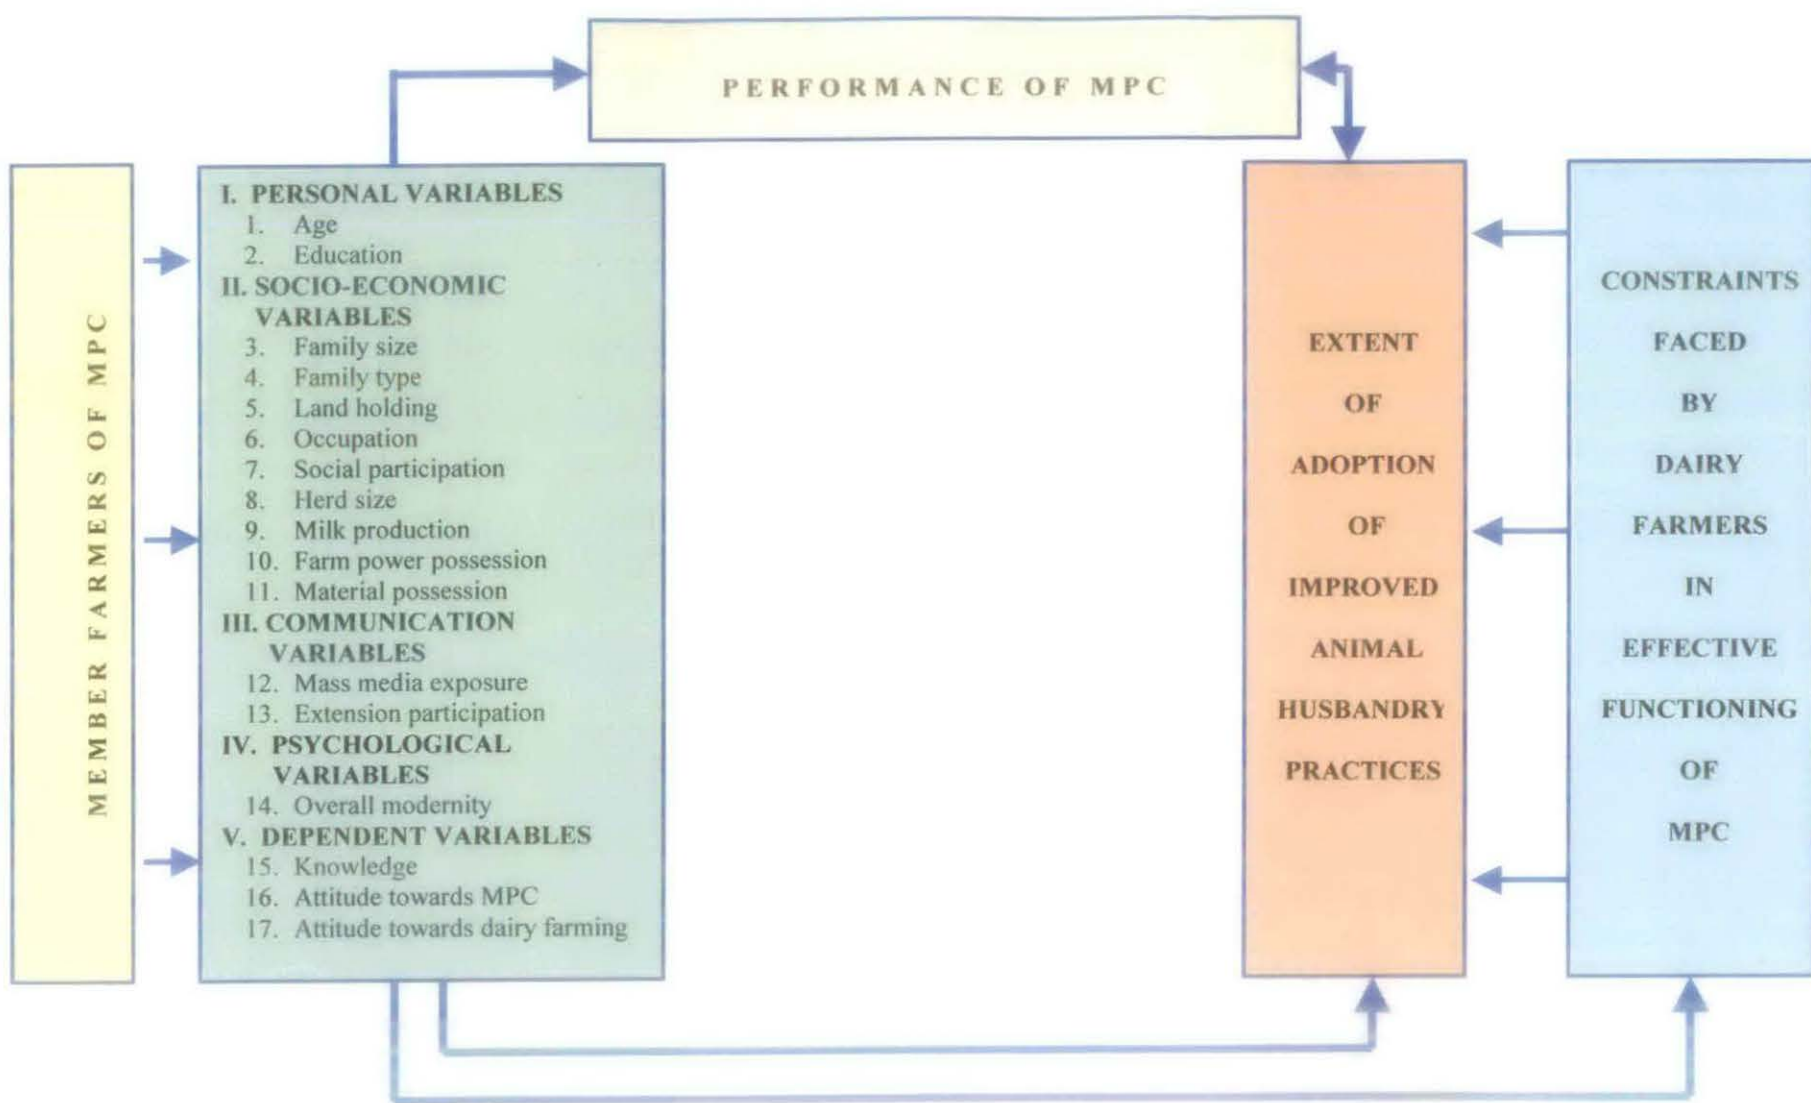 PERFORMANCE OF MPC
MEMBER FARMERS OF MPC
I. PERSONAL VARIABLES
1. Age
2. Education
II. SOCIO-ECONOMIC
VARIABLES
3. Family size
4. Family type
5. Land holding
6. Occupation
7. Social participation
8. Herd size
9. Milk production
10. Farm power possession
11. Material possession
III. COMMUNICATION
VARIABLES
12. Mass media exposure
13. Extension participation
IV. PSYCHOLOGICAL
VARIABLES
14. Overall modernity
V. DEPENDENT VARIABLES
15. Knowledge
16. Attitude towards MPC
17. Attitude towards dairy farming
EXTENT
OF
ADOPTION
OF
IMPROVED
ANIMAL
HUSBANDRY
PRACTICES
CONSTRAINTS
FACED
BY
DAIRY
FARMERS
IN
EFFECTIVE
FUNCTIONING
OF
MPC